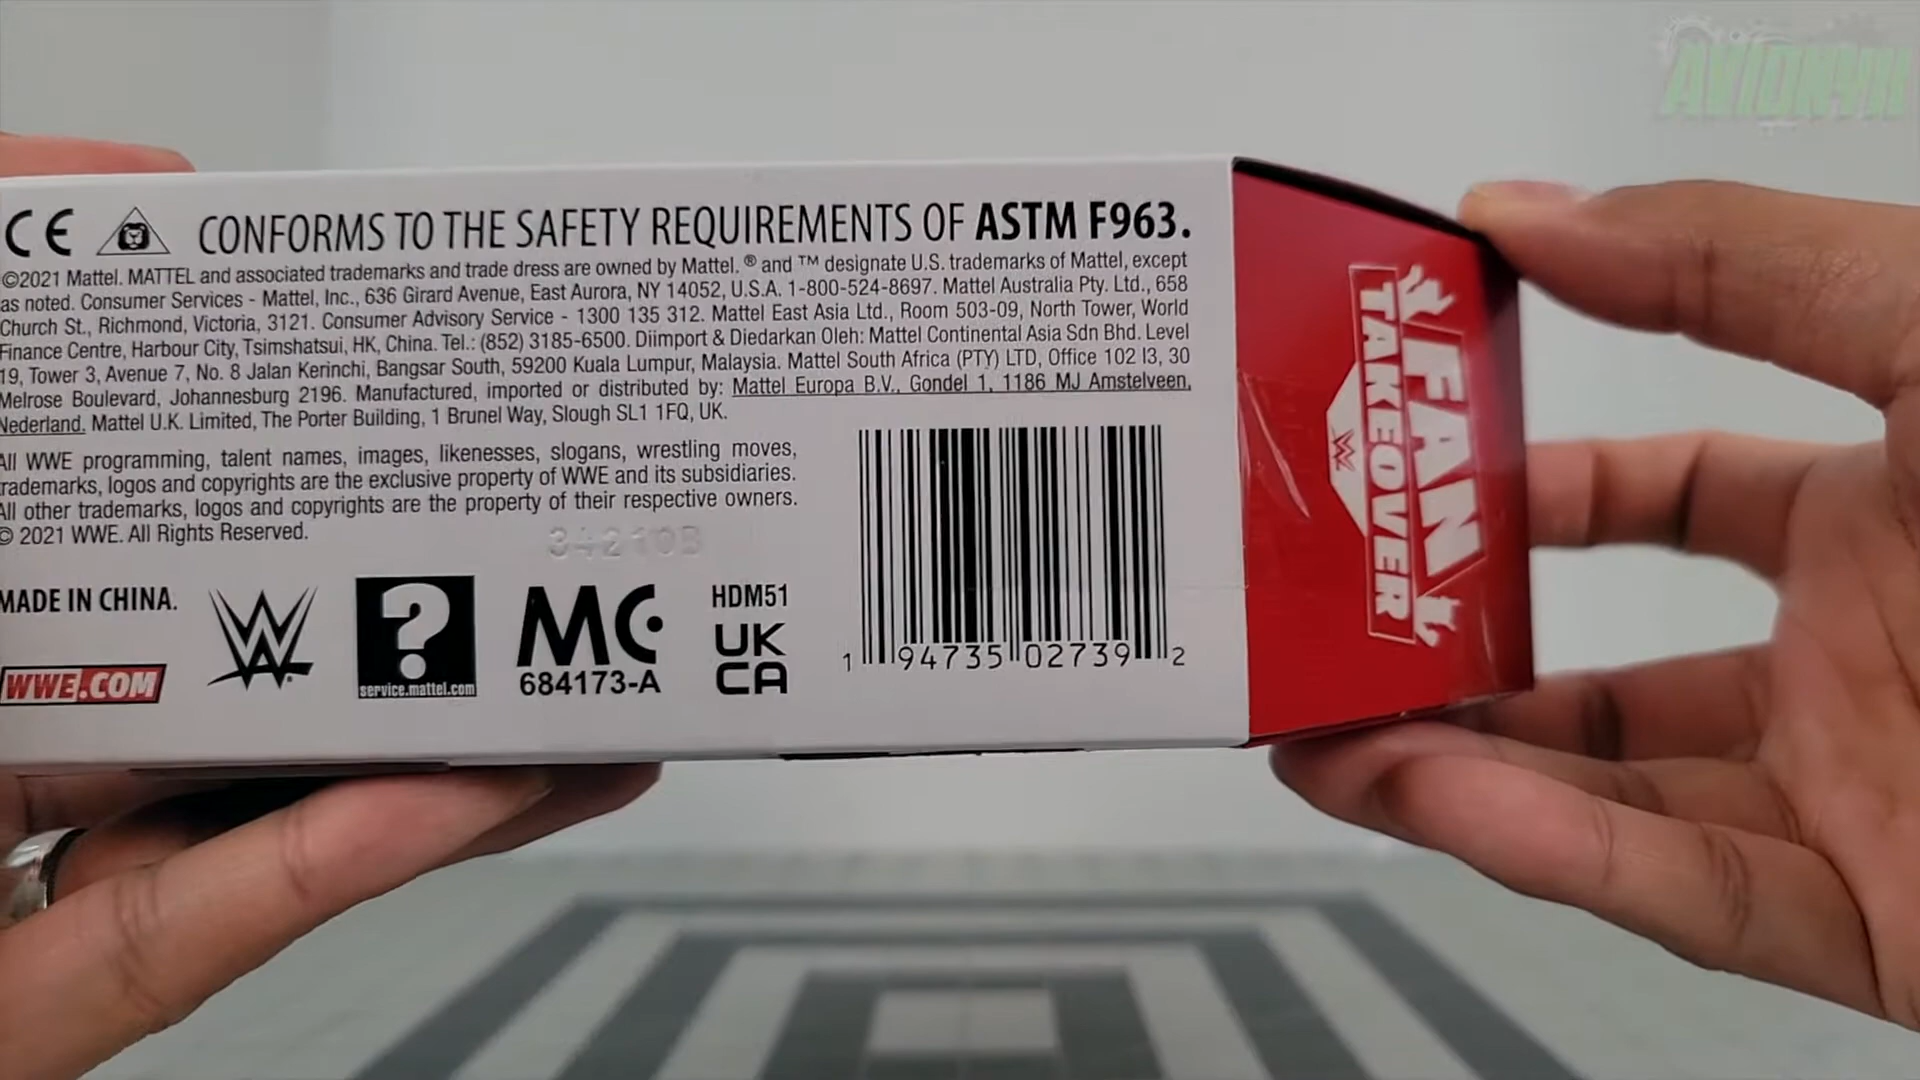 AVIONYX
CE CONFORMS TO THE SAFETY REQUIREMENTS OF ASTM F963.
©2021 Mattel. MATTEL and associated trademarks and trade dress are owned by Mattel. ® and ™ designate U.S. trademarks of Mattel, except
as noted. Consumer Services - Mattel, Inc., 636 Girard Avenue, East Aurora, NY 14052, U.S.A. 1-800-524-8697. Mattel Australia Pty. Ltd., 658
Church St., Richmond, Victoria, 3121. Consumer Advisory Service - 1300 135 312. Mattel East Asia Ltd., Room 503-09, North Tower, World
Finance Centre, Harbour City, Tsimshatsui, HK, China. Tel.: (852) 3185-6500. Diimport & Diedarkan Oleh: Mattel Continental Asia Sdn Bhd. Level
19, Tower 3, Avenue 7, No. 8 Jalan Kerinchi, Bangsar South, 59200 Kuala Lumpur, Malaysia. Mattel South Africa (PTY) LTD, Office 102 I3, 30
Melrose Boulevard, Johannesburg 2196. Manufactured, imported or distributed by: Mattel Europa B.V., Gondel 1, 1186 MJ Amstelveen,
Nederland. Mattel U.K. Limited, The Porter Building, 1 Brunel Way, Slough SL1 1FQ, UK.
All WWE programming, talent names, images, likenesses, slogans, wrestling moves,
trademarks, logos and copyrights are the exclusive property of WWE and its subsidiaries.
All other trademarks, logos and copyrights are the property of their respective owners.
© 2021 WWE. All Rights Reserved.
MADE IN CHINA.
WWE.COM
W
?
service.mattel.com
MC
684173-A
HDM51
UK
CA
1 94735 02739 2
FAN
TAKEOVER